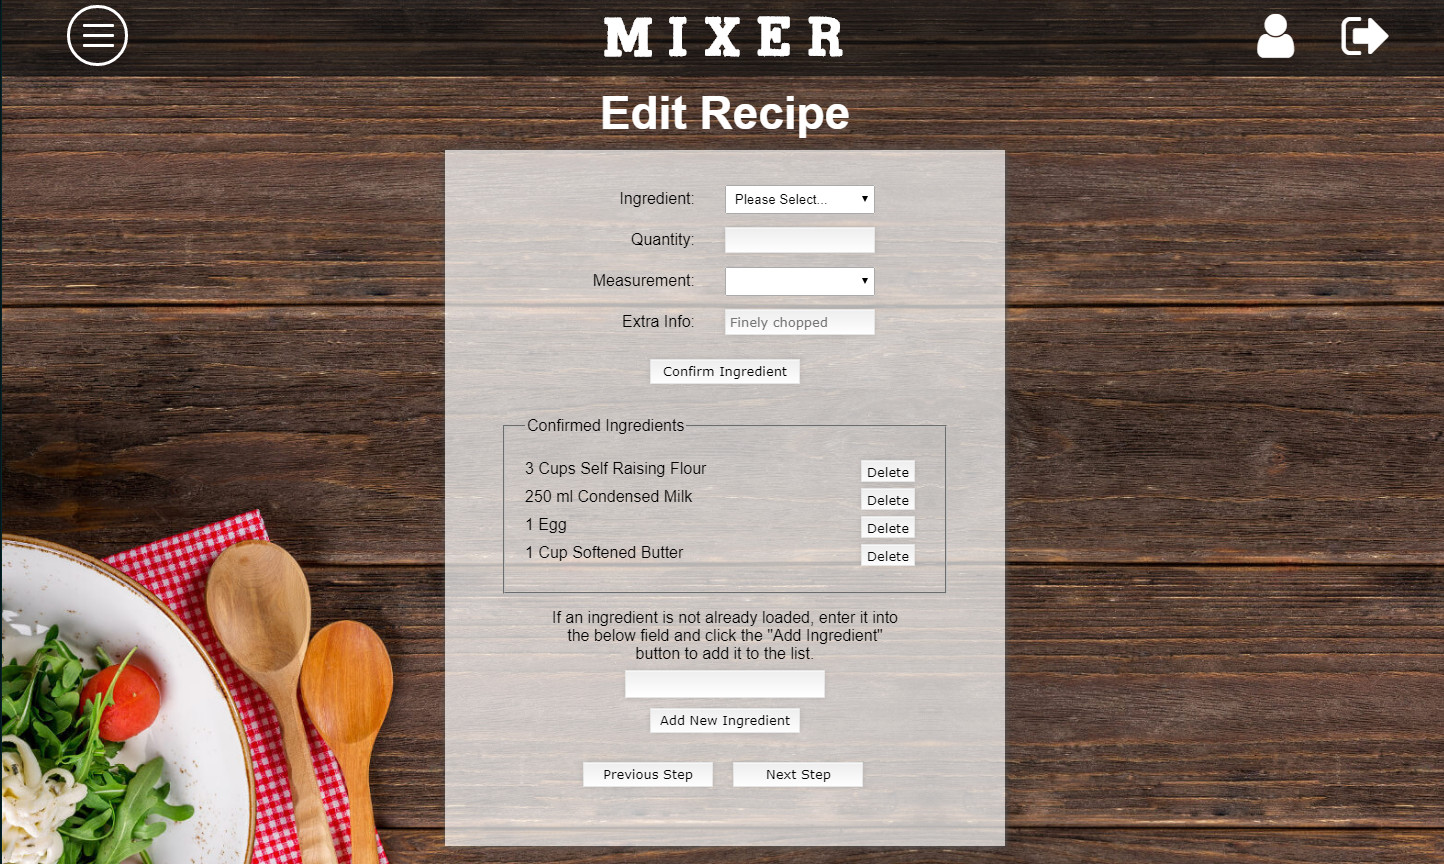 MIXER
Edit Recipe
Ingredient: Please Select...
Quantity:
Measurement:
Extra Info: Finely chopped
Confirm Ingredient
Confirmed Ingredients
3 Cups Self Raising Flour Delete
250 ml Condensed Milk Delete
1 Egg Delete
1 Cup Softened Butter Delete
If an ingredient is not already loaded, enter it into
the below field and click the "Add Ingredient"
button to add it to the list.
Add New Ingredient
Previous Step Next Step